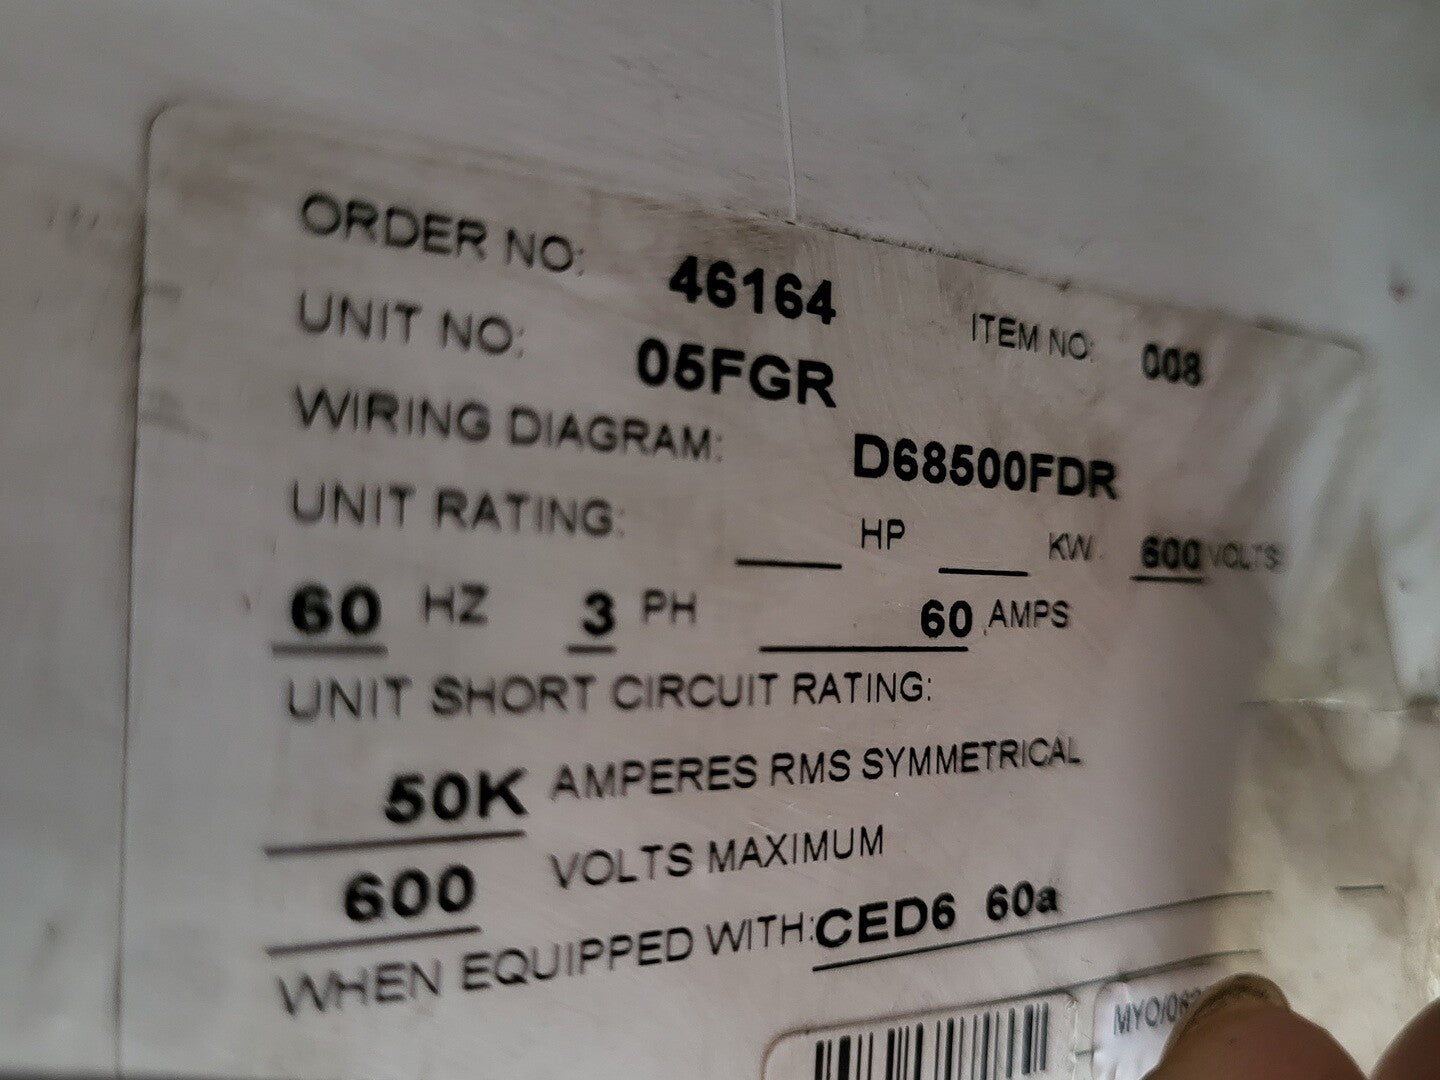 ORDER NO: 46164 ITEM NO: 008
UNIT NO: 05FGR
WIRING DIAGRAM: D68500FDR
UNIT RATING: ____ HP ____ KW 600 VOLTS
60 HZ 3 PH 60 AMPS
UNIT SHORT CIRCUIT RATING:
50K AMPERES RMS SYMMETRICAL
600 VOLTS MAXIMUM
WHEN EQUIPPED WITH: CED6 60a